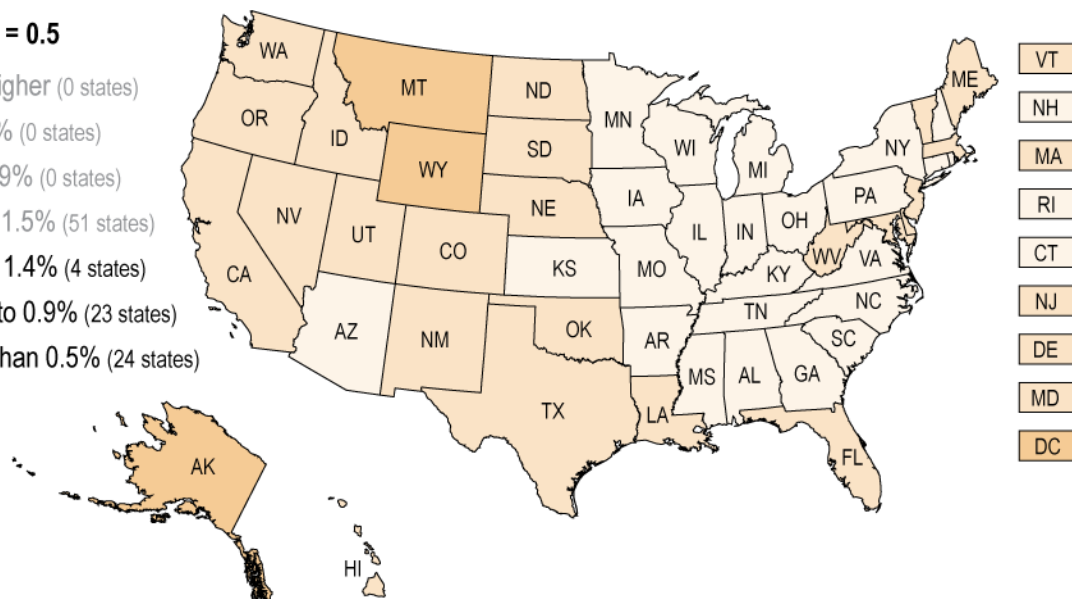 = 0.5
igher (0 states)
% (0 states)
9% (0 states)
1.5% (51 states)
1.4% (4 states)
to 0.9% (23 states)
han 0.5% (24 states)
WA
MT
ND
MN
ME
VT
OR
ID
SD
WI
MI
NY
NH
WY
MA
NV
UT
NE
IA
PA
RI
CA
CO
IL
IN
OH
WV
VA
CT
KS
MO
KY
NJ
AZ
NM
OK
AR
TN
NC
DE
MS
AL
GA
SC
MD
TX
LA
FL
DC
AK
HI